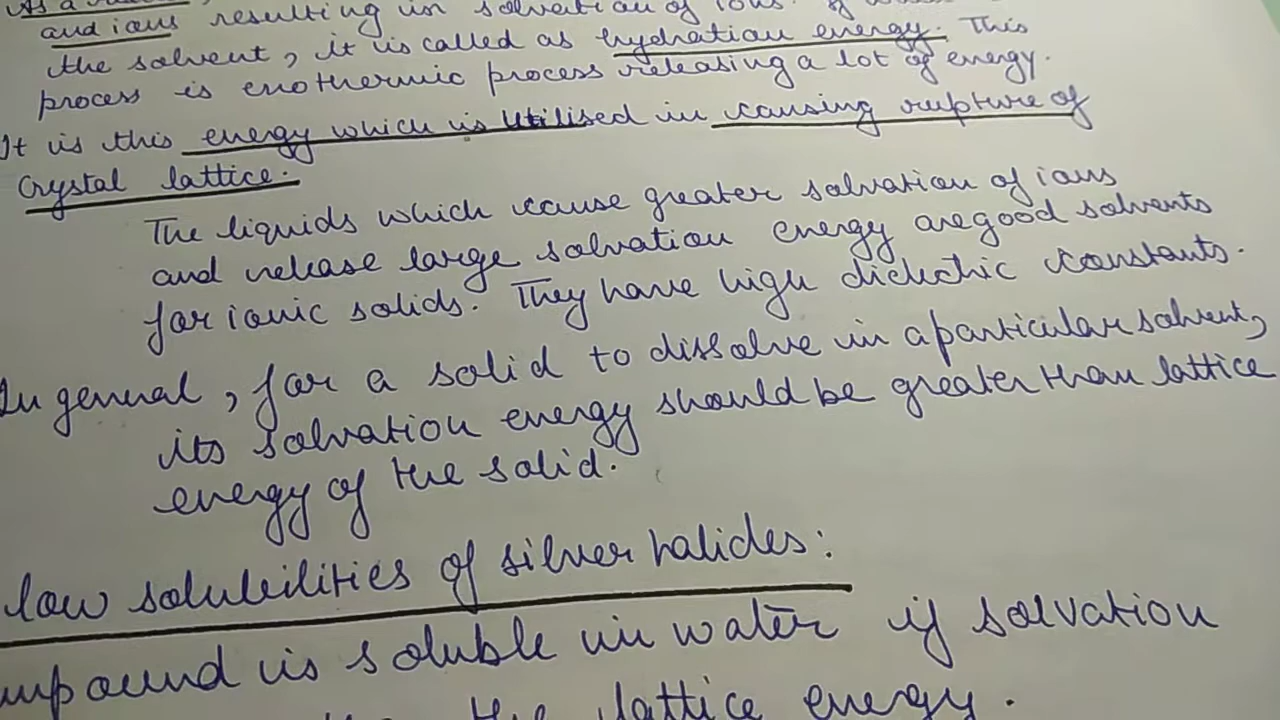 and ions resulting in solvation of ions. If
the solvent, it is called as hydration energy. This
process is exothermic process releasing a lot of energy.
It is this energy which is utilised in causing rupture of
Crystal lattice.
The liquids which cause greater solvation of ions
and release large solvation energy are good solvents
for ionic solids. They have high dielectric constants.
In general, for a solid to dissolve in a particular solvent,
its solvation energy should be greater than lattice
energy of the solid.
low solubilities of silver halides:
mpound is soluble in water if solvation
the lattice energy.